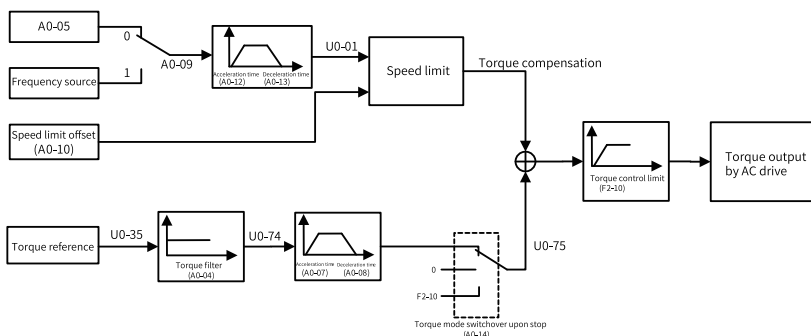 A0-05
0
A0-09
Frequency source
1
Acceleration time
(A0-12)
Deceleration time
(A0-13)
U0-01
Speed limit
Torque compensation
Speed limit offset
(A0-10)
Torque control limit
(F2-10)
Torque output
by AC drive
Torque reference
U0-35
Torque filter
(A0-04)
U0-74
Acceleration time
(A0-07)
Deceleration time
(A0-08)
0
F2-10
U0-75
Torque mode switchover upon stop
(A0-14)